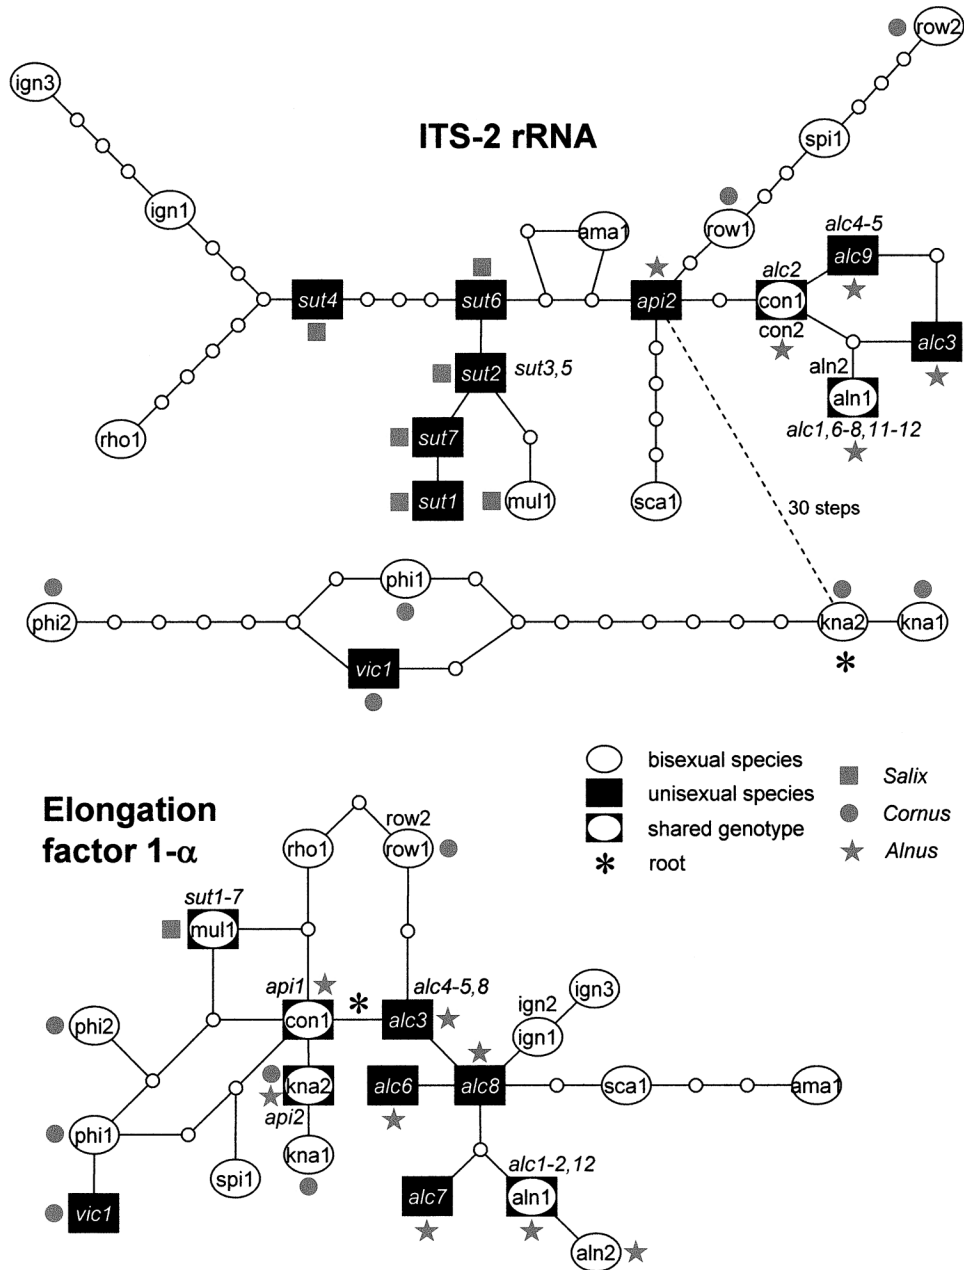 row2
ign3
ITS-2 rRNA
spi1
ign1
ama1
row1
alc4-5
alc9
alc2
sut4
sut6
api2
con1
con2
alc3
sut2
sut3,5
aln2
aln1
alc1,6-8,11-12
rho1
sut7
sut1
mul1
sca1
30 steps
phi1
phi2
kna2
kna1
vic1
*
bisexual species
unisexual species
shared genotype
* root
Salix
Cornus
Alnus
Elongation
factor 1-α
row2
rho1
row1
sut1-7
mul1
api1
*
alc4-5,8
con1
alc3
ign3
ign2
ign1
phi2
kna2
api2
alc6
alc8
sca1
ama1
phi1
kna1
spi1
alc1-2,12
alc7
aln1
vic1
aln2